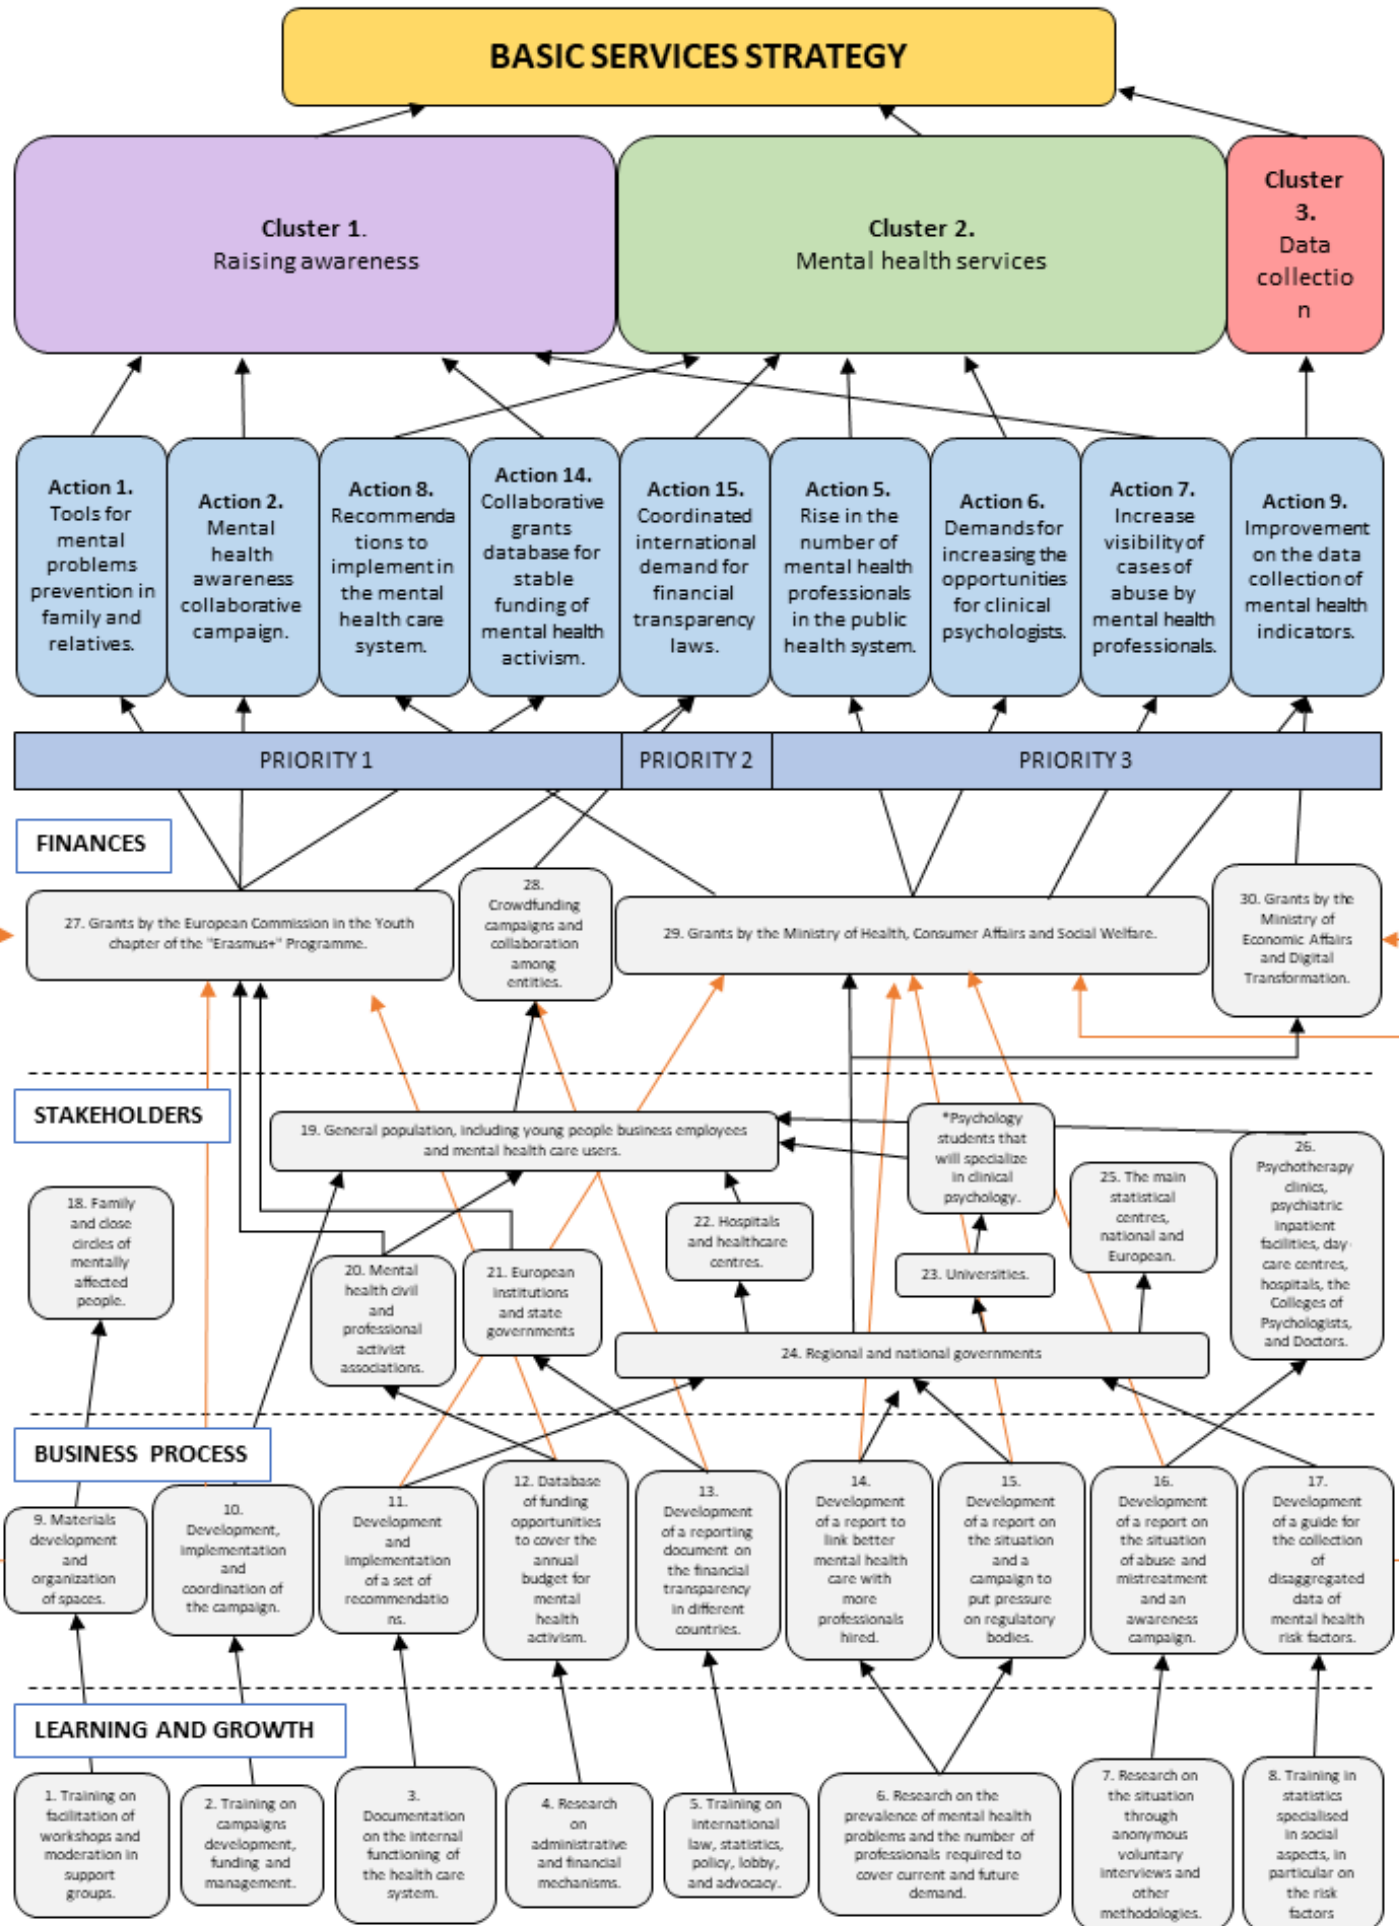 BASIC SERVICES STRATEGY
Cluster 1.
Raising awareness
Cluster 2.
Mental health services
Cluster
3.
Data
collectio
n
Action 1.
Tools for
mental
problems
prevention in
family and
relatives.
Action 2.
Mental
health
awareness
collaborative
campaign.
Action 8.
Recommenda
tions to
implement in
the mental
health care
system.
Action 14.
Collaborative
grants
database for
stable
funding of
mental health
activism.
Action 15.
Coordinated
international
demand for
financial
transparency
laws.
Action 5.
Rise in the
number of
mental health
professionals
in the public
health system.
Action 6.
Demands for
increasing the
opportunities
for clinical
psychologists.
Action 7.
Increase
visibility of
cases of
abuse by
mental health
professionals.
Action 9.
Improvement
on the data
collection of
mental health
indicators.
PRIORITY 1
PRIORITY 2
PRIORITY 3
FINANCES
27. Grants by the European Commission in the Youth
chapter of the "Erasmus+" Programme.
28.
Crowdfunding
campaigns and
collaboration
among
entities.
29. Grants by the Ministry of Health, Consumer Affairs and Social Welfare.
30. Grants by the
Ministry of
Economic Affairs
and Digital
Transformation.
STAKEHOLDERS
19. General population, including young people business employees
and mental health care users.
*Psychology
students that
will specialize
in clinical
psychology.
18. Family
and close
circles of
mentally
affected
people.
20. Mental
health civil
and
professional
activist
associations.
21. European
institutions
and state
governments
22. Hospitals
and healthcare
centres.
23. Universities.
25. The main
statistical
centres,
national and
European.
26.
Psychotherapy
clinics,
psychiatric
inpatient
facilities, day-
care centres,
hospitals, the
Colleges of
Psychologists,
and Doctors.
24. Regional and national governments
BUSINESS PROCESS
9. Materials
development
and
organization
of spaces.
10.
Development,
implementation
and
coordination of
the campaign.
11.
Development
and
implementation
of a set of
recommendatio
ns.
12. Database
of funding
opportunities
to cover the
annual
budget for
mental
health
activism.
13.
Development
of a reporting
document on
the financial
transparency
in different
countries.
14.
Development
of a report to
link better
mental health
care with
more
professionals
hired.
15.
Development
of a report on
the situation
and a
campaign to
put pressure
on regulatory
bodies.
16.
Development
of a report on
the situation
of abuse and
mistreatment
and an
awareness
campaign.
17.
Development
of a guide for
the collection
of
disaggregated
data of
mental health
risk factors.
LEARNING AND GROWTH
1. Training on
facilitation of
workshops and
moderation in
support
groups.
2. Training on
campaigns
development,
funding and
management.
3.
Documentation
on the internal
functioning of
the health care
system.
4. Research
on
administrative
and financial
mechanisms.
5. Training on
international
law, statistics,
policy, lobby,
and advocacy.
6. Research on the
prevalence of mental health
problems and the number of
professionals required to
cover current and future
demand.
7. Research on
the situation
through
anonymous
voluntary
interviews and
other
methodologies.
8. Training in
statistics
specialised
in social
aspects, in
particular on
the risk
factors